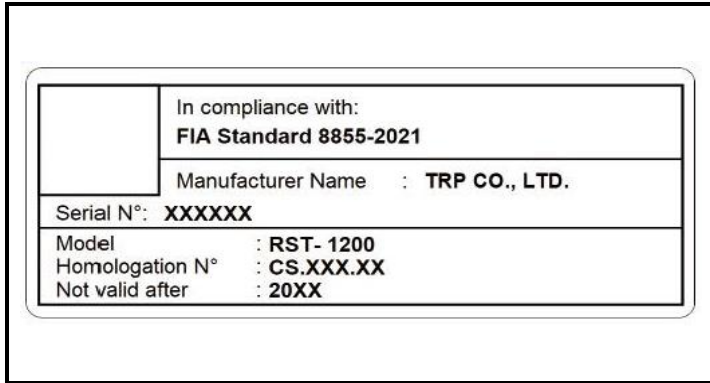 In compliance with:
FIA Standard 8855-2021
Manufacturer Name : TRP CO., LTD.
Serial N°: XXXXXX
Model : RST- 1200
Homologation N° : CS.XXX.XX
Not valid after : 20XX